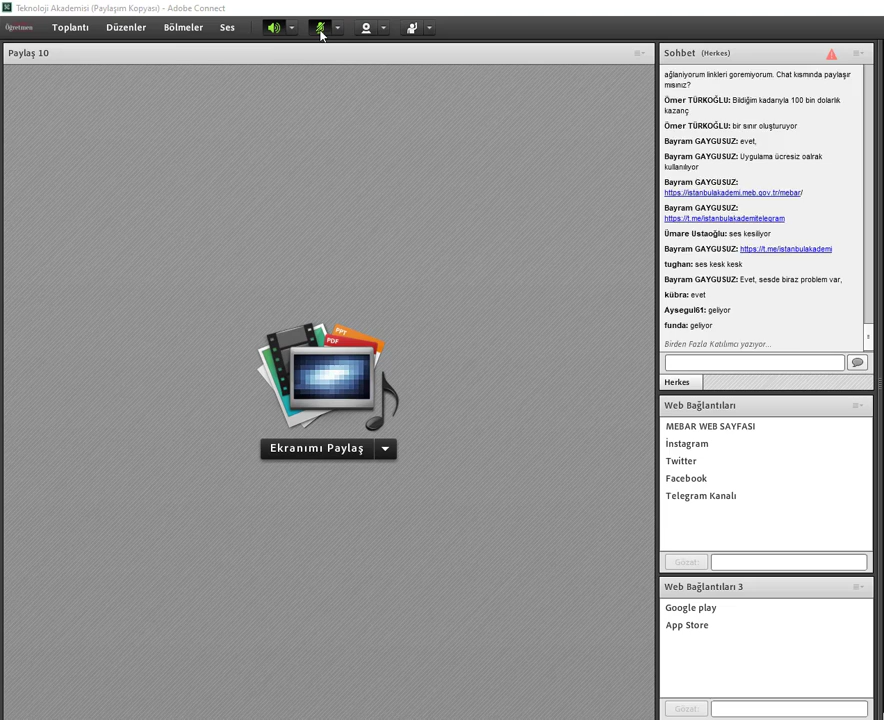 Teknoloji Akademisi (Paylaşım Kopyası) - Adobe Connect
Öğretmen Toplantı Düzenler Bölmeler Ses
Paylaş 10
PPT
PDF
Ekranımı Paylaş
Sohbet (Herkes)
ağlaniyorum linkleri goremiyorum. Chat kısmında paylaşır
mısınız?
Ömer TÜRKOĞLU: Bildiğim kadarıyla 100 bin dolarlık
kazanç
Ömer TÜRKOĞLU: bir sınır oluşturuyor
Bayram GAYGUSUZ: evet,
Bayram GAYGUSUZ: Uygulama ücresiz oalrak
kullanılıyor
Bayram GAYGUSUZ:
https://istanbulakademi.meb.gov.tr/mebar/
Bayram GAYGUSUZ:
https://t.me/istanbulakademitelegram
Ümare Ustaoğlu: ses kesiliyor
Bayram GAYGUSUZ: https://t.me/istanbulakademi
tughan: ses kesk kesk
Bayram GAYGUSUZ: Evet, sesde biraz problem var,
kübra: evet
Aysegul61: geliyor
funda: geliyor
Birden Fazla Katılımcı yazıyor...
Herkes
Web Bağlantıları
MEBAR WEB SAYFASI
İnstagram
Twitter
Facebook
Telegram Kanalı
Gözat:
Web Bağlantıları 3
Google play
App Store
Gözat: